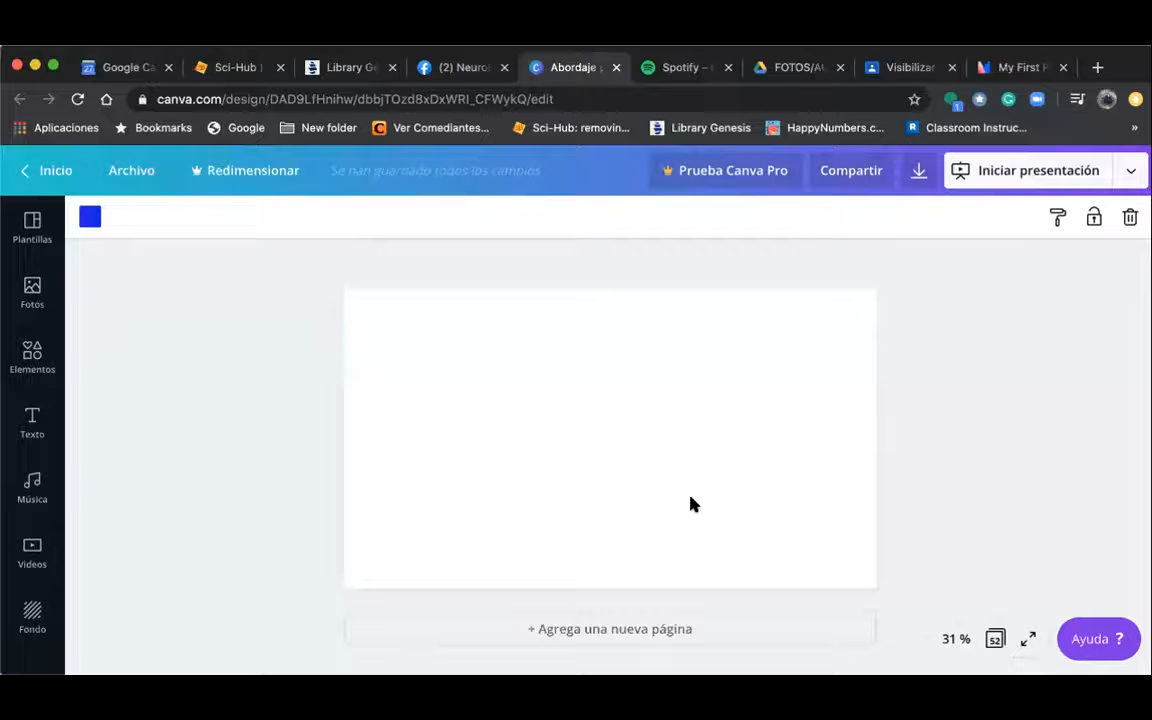 Google Ca
Sci-Hub
Library Ge
(2) Neuro
Abordaje
Spotify –
FOTOS/AU
Visibilizar
My First P
canva.com/design/DAD9LfHnihw/dbbjTOzd8xDxWRI_CFWykQ/edit
Aplicaciones
Bookmarks
Google
New folder
Ver Comediantes...
Sci-Hub: removin...
Library Genesis
HappyNumbers.c...
Classroom Instruc...
»
Inicio
Archivo
Redimensionar
Se han guardado todos los cambios
Prueba Canva Pro
Compartir
Iniciar presentación
Plantillas
Fotos
Elementos
Texto
Música
Videos
Fondo
+ Agrega una nueva página
31 %
52
Ayuda ?